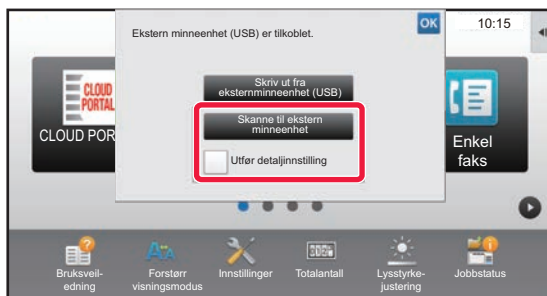 Ekstern minneenhet (USB) er tilkoblet.
OK
10:15
Skriv ut fra
eksternminneenhet (USB)
Skanne til ekstern
minneenhet
Utfør detaljinnstilling
CLOUD
PORTAL
CLOUD POR
Enkel
faks
Bruksveil-
edning
Forstørr
visningsmodus
Innstillinger
Totalantall
Lysstyrke-
justering
Jobbstatus